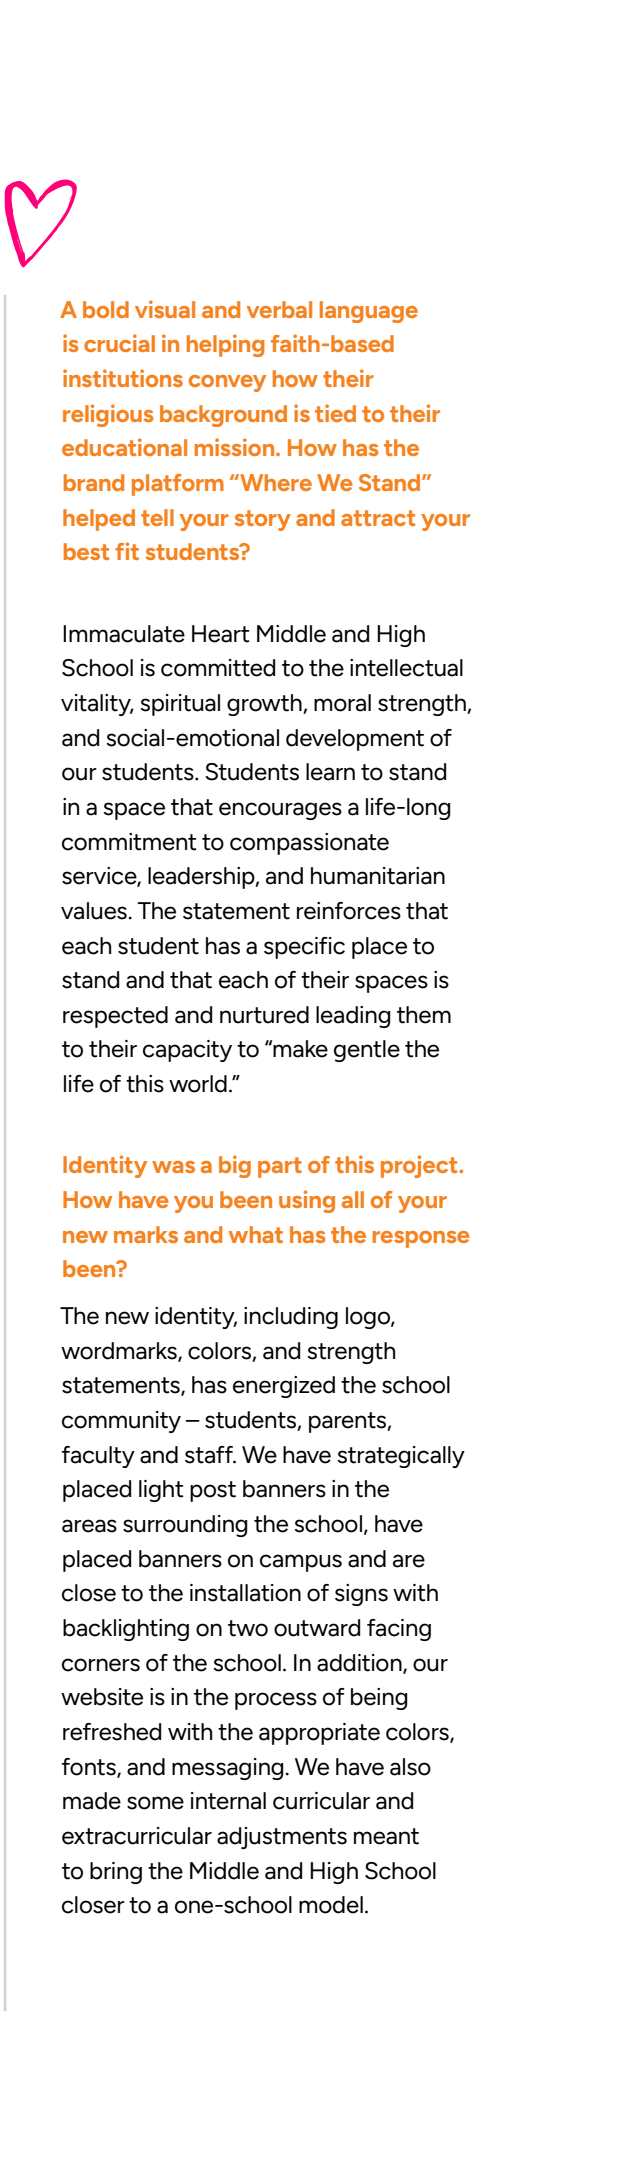 A bold visual and verbal language
is crucial in helping faith-based
institutions convey how their
religious background is tied to their
educational mission. How has the
brand platform “Where We Stand”
helped tell your story and attract your
best fit students?
Immaculate Heart Middle and High
School is committed to the intellectual
vitality, spiritual growth, moral strength,
and social-emotional development of
our students. Students learn to stand
in a space that encourages a life-long
commitment to compassionate
service, leadership, and humanitarian
values. The statement reinforces that
each student has a specific place to
stand and that each of their spaces is
respected and nurtured leading them
to their capacity to “make gentle the
life of this world.”
Identity was a big part of this project.
How have you been using all of your
new marks and what has the response
been?
The new identity, including logo,
wordmarks, colors, and strength
statements, has energized the school
community – students, parents,
faculty and staff. We have strategically
placed light post banners in the
areas surrounding the school, have
placed banners on campus and are
close to the installation of signs with
backlighting on two outward facing
corners of the school. In addition, our
website is in the process of being
refreshed with the appropriate colors,
fonts, and messaging. We have also
made some internal curricular and
extracurricular adjustments meant
to bring the Middle and High School
closer to a one-school model.